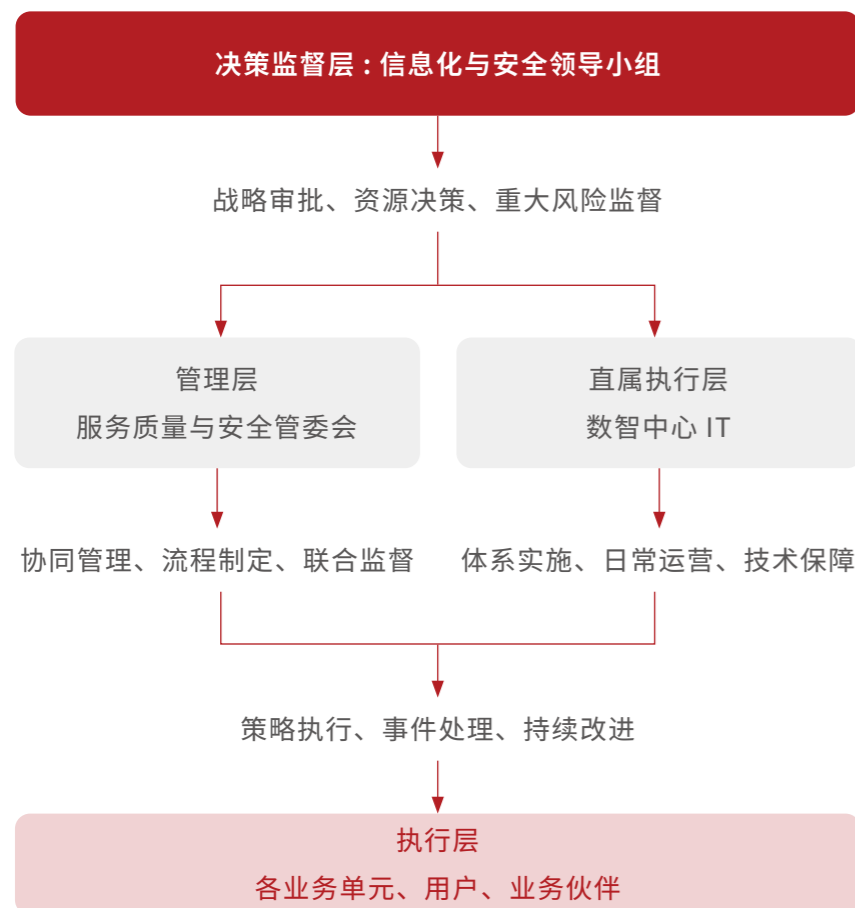 决策监督层：信息化与安全领导小组
战略审批、资源决策、重大风险监督
管理层
服务质量与安全管委会
直属执行层
数智中心 IT
协同管理、流程制定、联合监督
体系实施、日常运营、技术保障
策略执行、事件处理、持续改进
执行层
各业务单元、用户、业务伙伴